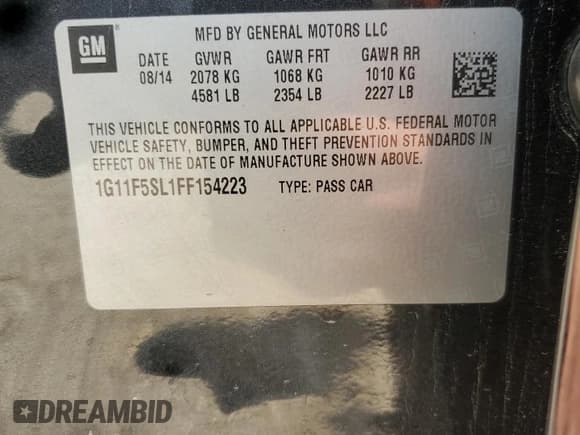 GM
MFD BY GENERAL MOTORS LLC
DATE GVWR GAWR FRT GAWR RR
08/14 2078 KG 1068 KG 1010 KG
4581 LB 2354 LB 2227 LB
THIS VEHICLE CONFORMS TO ALL APPLICABLE U.S. FEDERAL MOTOR
VEHICLE SAFETY, BUMPER, AND THEFT PREVENTION STANDARDS IN
EFFECT ON THE DATE OF MANUFACTURE SHOWN ABOVE.
1G11F5SL1FF154223 TYPE: PASS CAR
DREAMBID